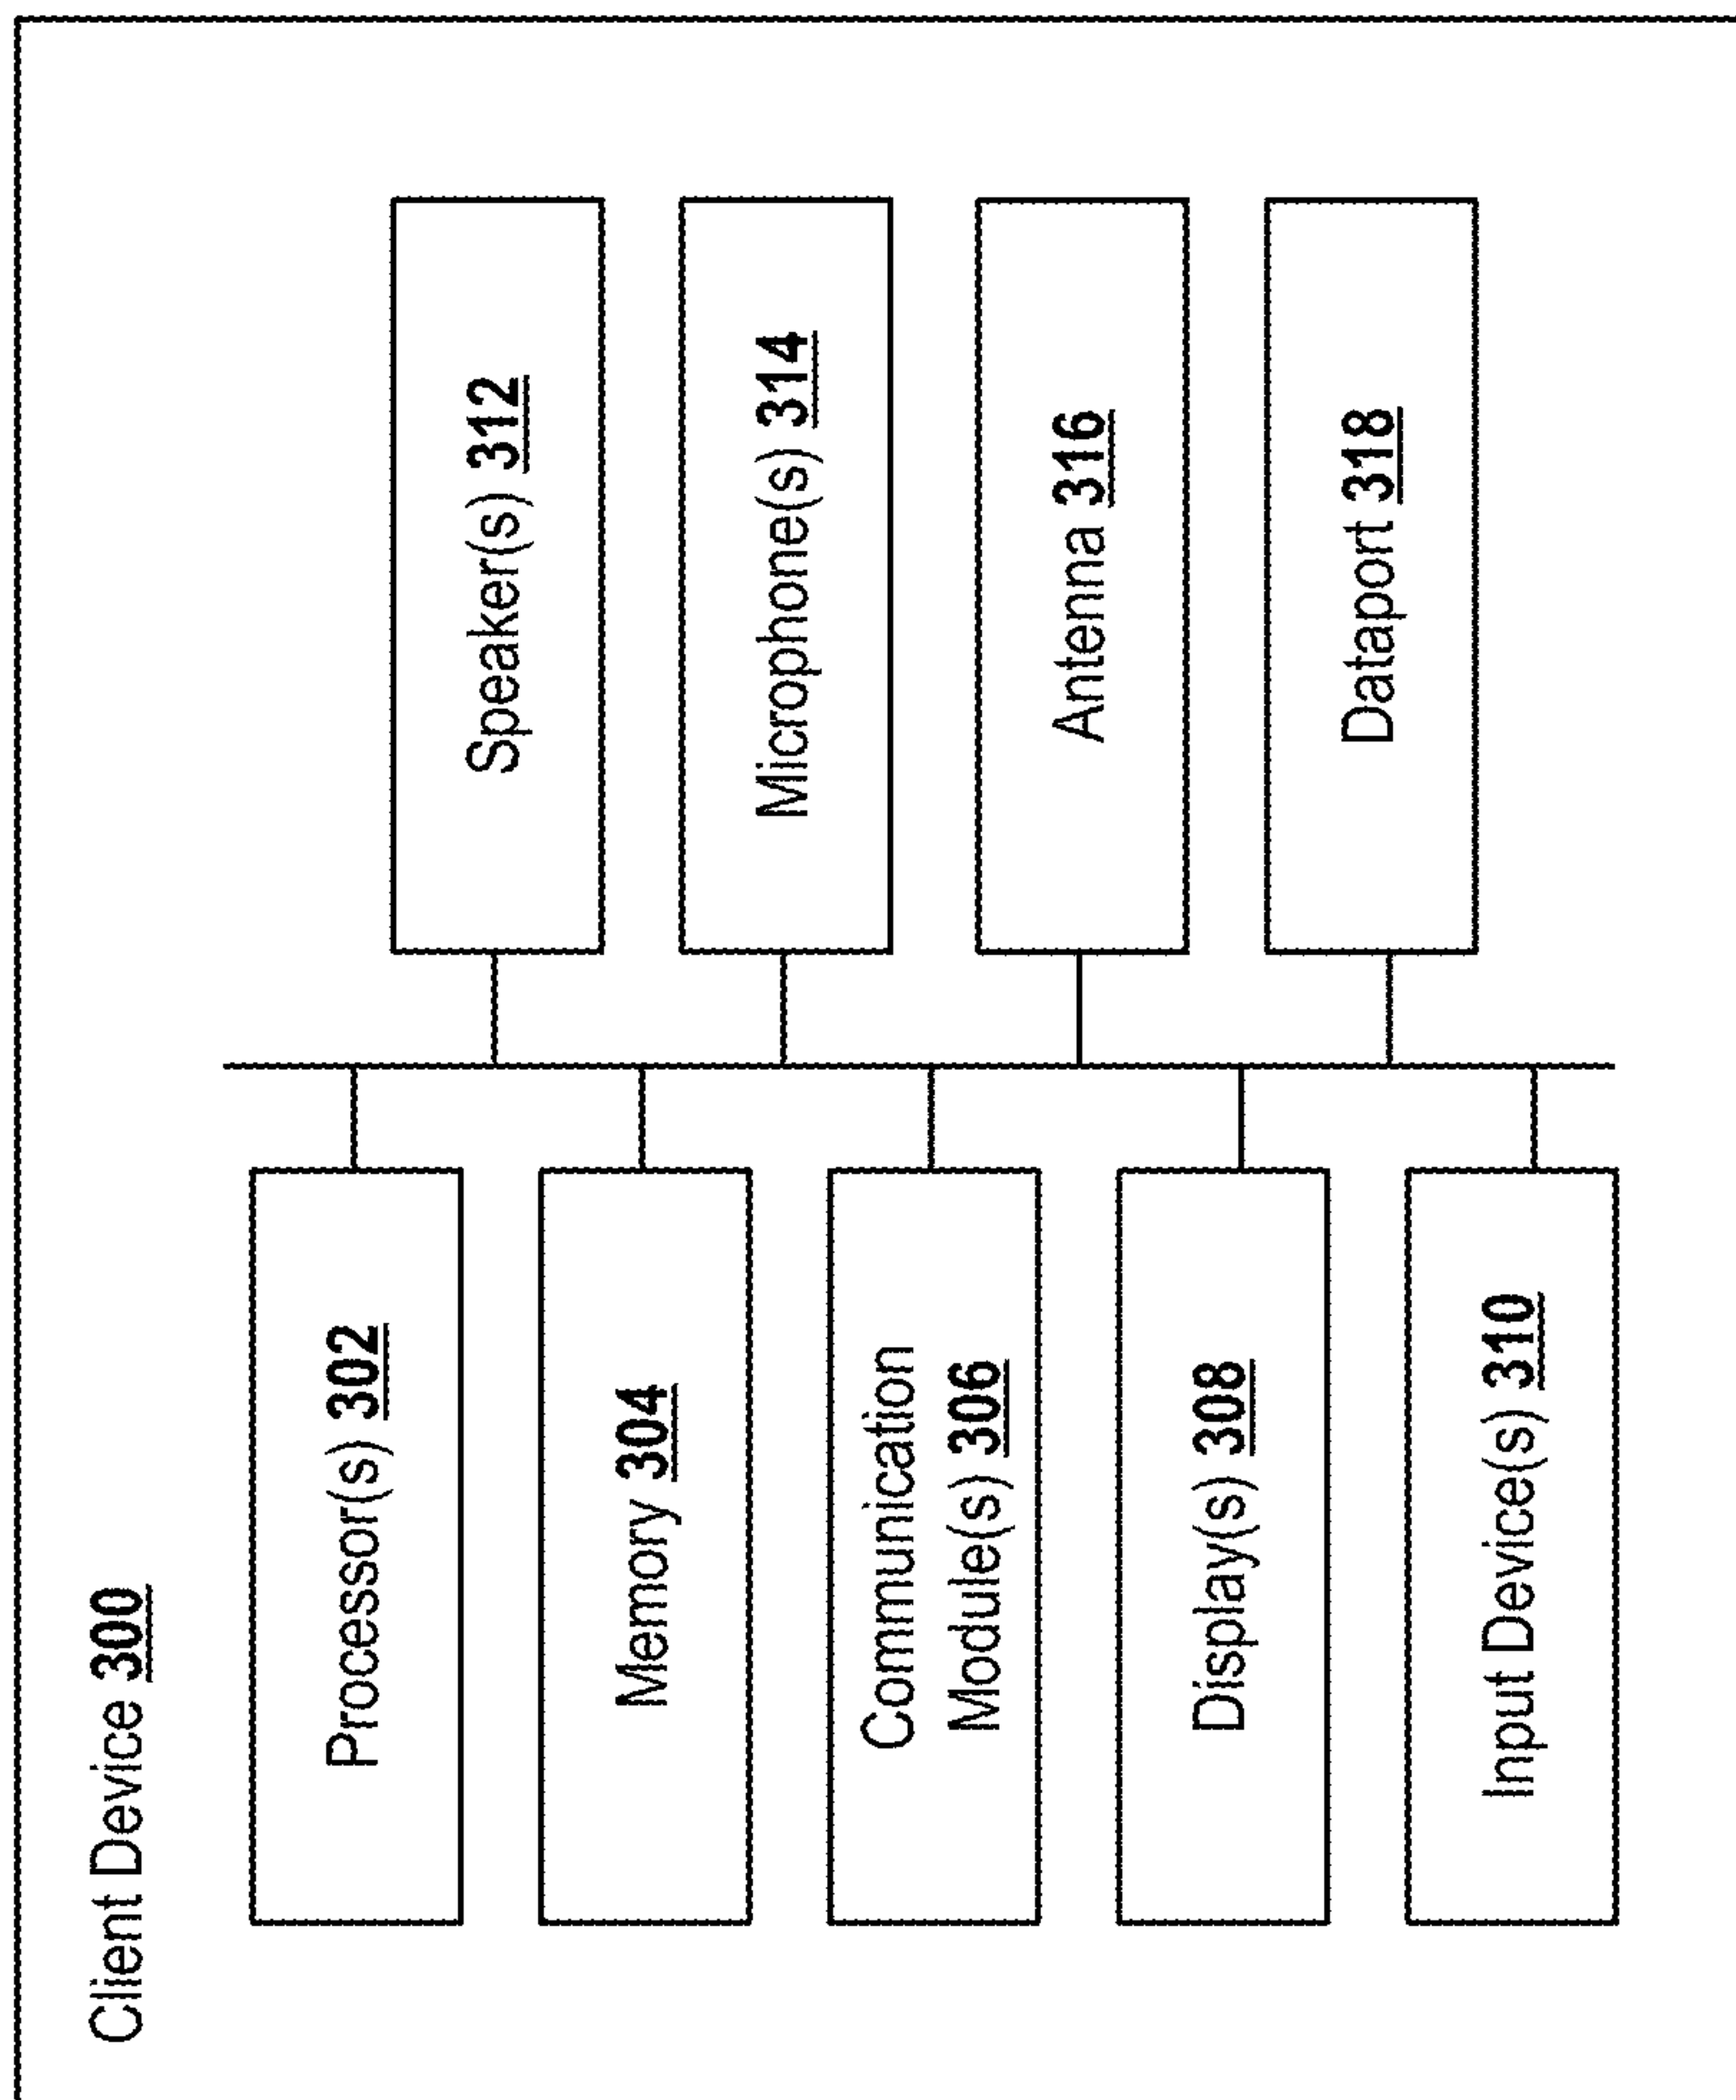 Client Device 300
Processor(s) 302
Memory 304
Communication
Module(s) 306
Display(s) 308
Input Device(s) 310
Speaker(s) 312
Microphone(s) 314
Antenna 316
Dataport 318